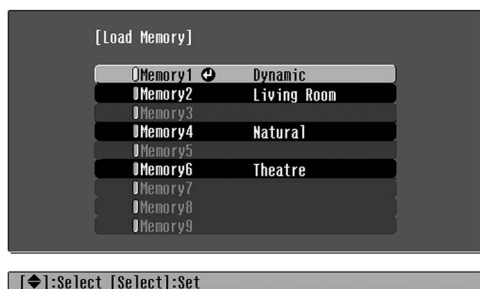 [Load Memory]
Memory1 Dynamic
Memory2 Living Room
Memory3
Memory4 Natural
Memory5
Memory6 Theatre
Memory7
Memory8
Memory9
[◆]:Select [Select]:Set